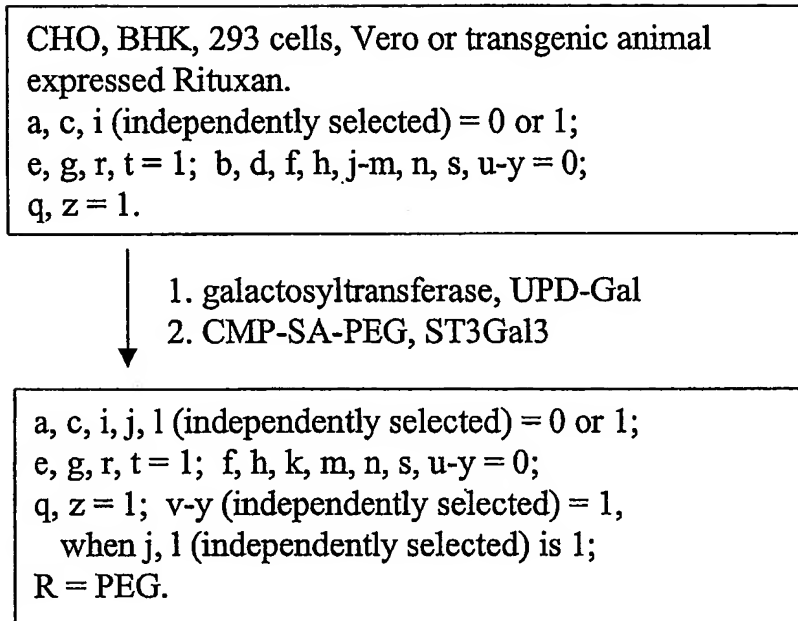 CHO, BHK, 293 cells, Vero or transgenic animal
expressed Rituxan.
a, c, i (independently selected) = 0 or 1;
e, g, r, t = 1; b, d, f, h, j-m, n, s, u-y = 0;
q, z = 1.
1. galactosyltransferase, UPD-Gal
2. CMP-SA-PEG, ST3Gal3
a, c, i, j, l (independently selected) = 0 or 1;
e, g, r, t = 1; f, h, k, m, n, s, u-y = 0;
q, z = 1; v-y (independently selected) = 1,
when j, l (independently selected) is 1;
R = PEG.